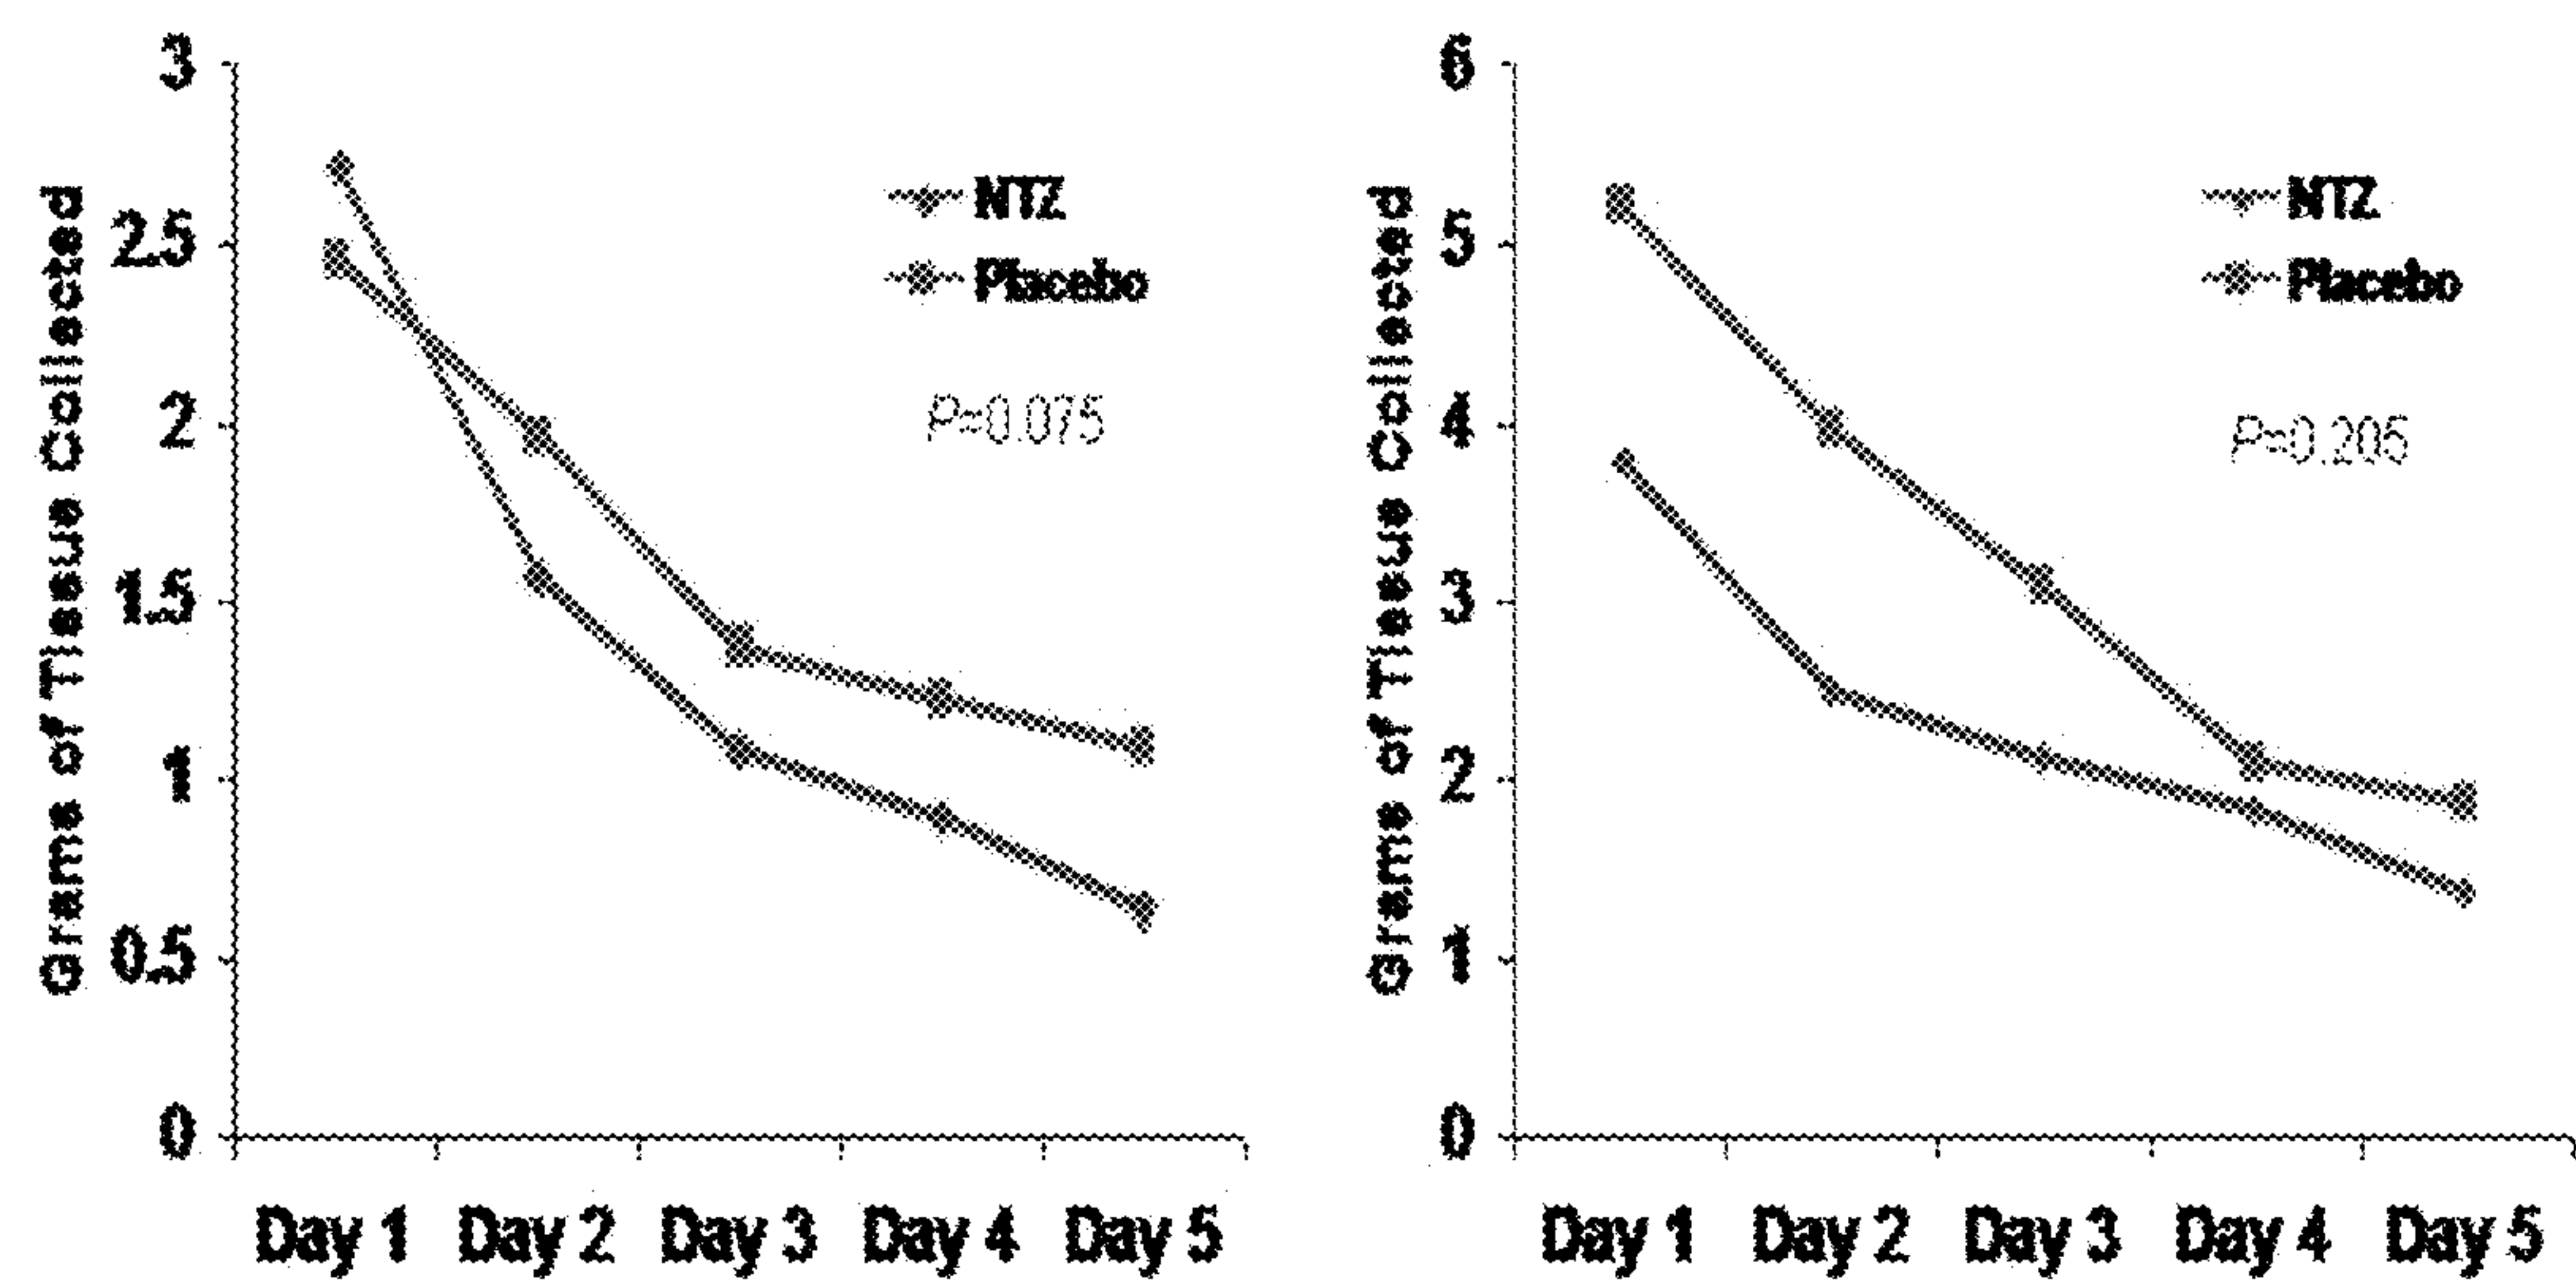 Grams of Tissue Collected
3
2.5
2
1.5
1
0.5
0
NTZ
Placebo
P=0.075
Day 1 Day 2 Day 3 Day 4 Day 5
Grams of Tissue Collected
6
5
4
3
2
1
0
NTZ
Placebo
P=0.205
Day 1 Day 2 Day 3 Day 4 Day 5